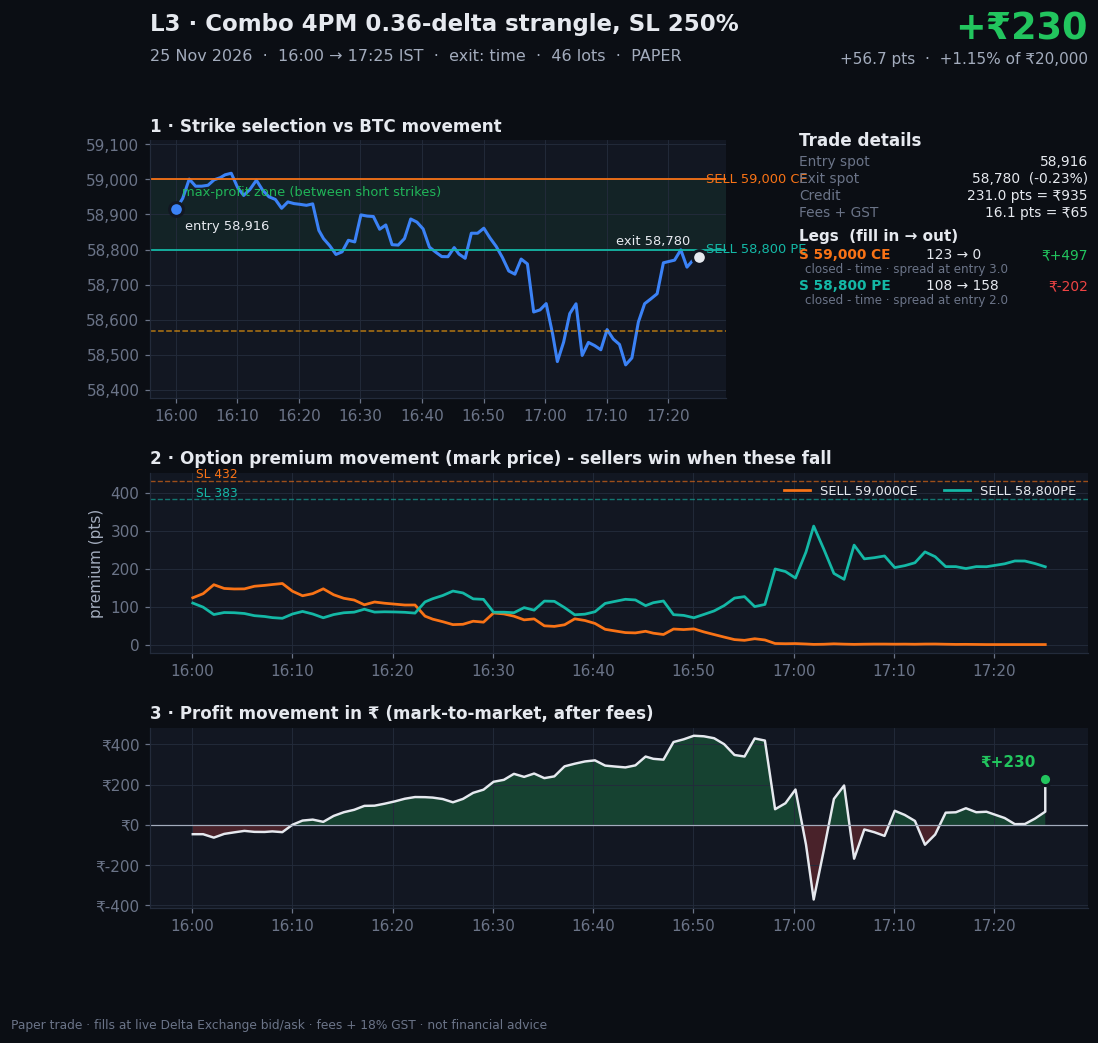 L3 · Combo 4PM 0.36-delta strangle, SL 250%
+₹230
25 Nov 2026 · 16:00 → 17:25 IST · exit: time · 46 lots · PAPER
+56.7 pts · +1.15% of ₹20,000
1 · Strike selection vs BTC movement
59,100
59,000
58,900
58,800
58,700
58,600
58,500
58,400
SELL 59,000 CE
max-profit zone (between short strikes)
entry 58,916
exit 58,780
SELL 58,800 PE
16:00 16:10 16:20 16:30 16:40 16:50 17:00 17:10 17:20
Trade details
Entry spot 58,916
Exit spot 58,780 (-0.23%)
Credit 231.0 pts = ₹935
Fees + GST 16.1 pts = ₹65
Legs (fill in → out)
S 59,000 CE 123 → 0 ₹+497
closed - time · spread at entry 3.0
S 58,800 PE 108 → 158 ₹-202
closed - time · spread at entry 2.0
2 · Option premium movement (mark price) - sellers win when these fall
SL 432
SL 383
SELL 59,000CE SELL 58,800PE
premium (pts)
400
300
200
100
0
16:00 16:10 16:20 16:30 16:40 16:50 17:00 17:10 17:20
3 · Profit movement in ₹ (mark-to-market, after fees)
₹400
₹200
₹0
₹-200
₹-400
₹+230
16:00 16:10 16:20 16:30 16:40 16:50 17:00 17:10 17:20
Paper trade · fills at live Delta Exchange bid/ask · fees + 18% GST · not financial advice